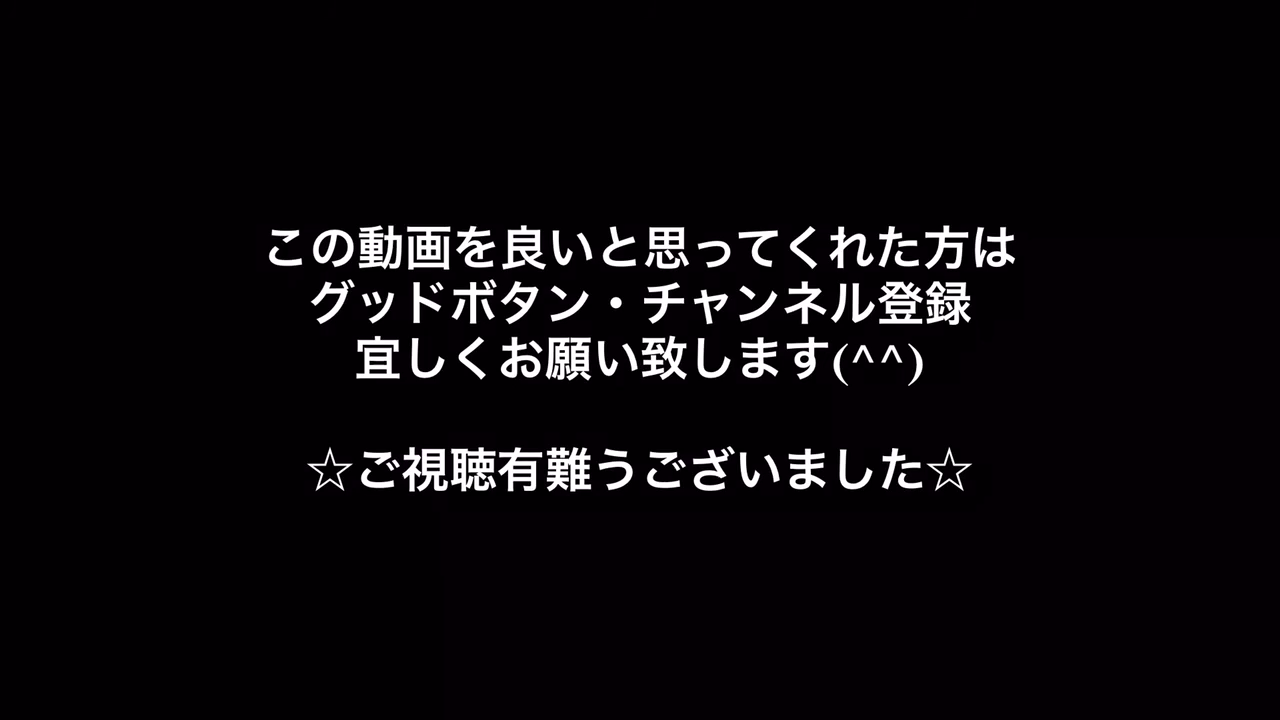 この動画を良いと思ってくれた方は
グッドボタン・チャンネル登録
宜しくお願い致します(^^)
☆ご視聴有難うございました☆